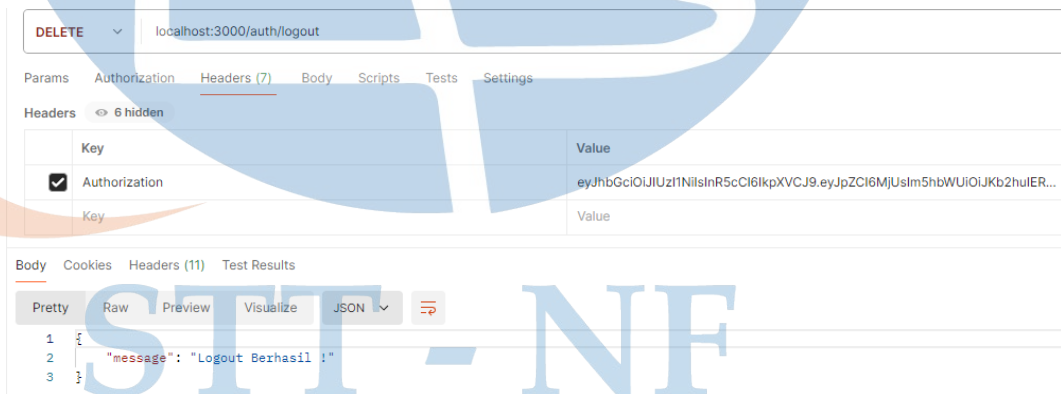 DELETE localhost:3000/auth/logout
Params Authorization Headers (7) Body Scripts Tests Settings
Headers 6 hidden
Key Value
Authorization eyJhbGciOiJIUzI1NiIsInR5cCI6IkpXVCJ9.eyJpZCI6MjUsIm5hbWUiOiJKb2huIER...
Key Value
Body Cookies Headers (11) Test Results
Pretty Raw Preview Visualize JSON
1 {
2 "message": "Logout Berhasil !"
3 }
STT - NF